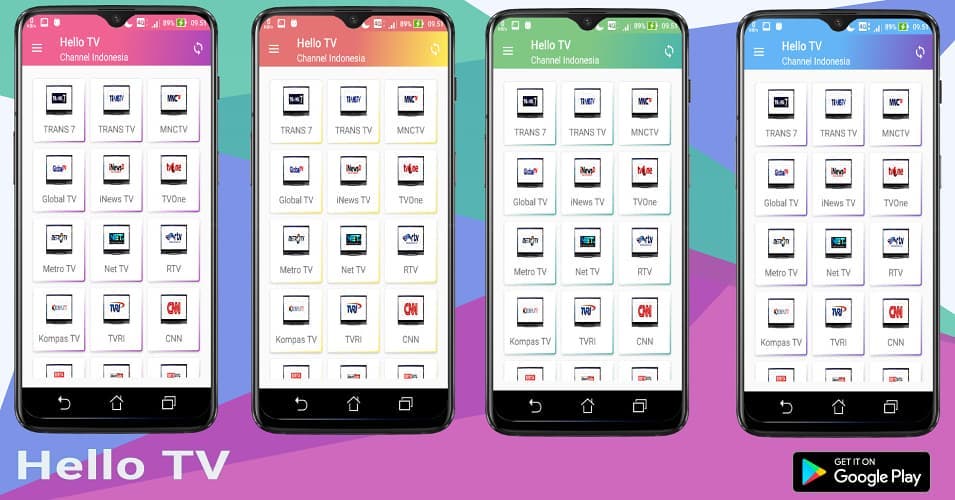 89% 09.51
Hello TV
Channel Indonesia
TRANS 7 TRANS TV MNCTV
Global TV iNews TV TVOne
Metro TV Net TV RTV
Kompas TV TVRI CNN
89% 09.51
Hello TV
Channel Indonesia
TRANS 7 TRANS TV MNCTV
Global TV iNews TV TVOne
Metro TV Net TV RTV
Kompas TV TVRI CNN
89% 09.51
Hello TV
Channel Indonesia
TRANS 7 TRANS TV MNCTV
Global TV iNews TV TVOne
Metro TV Net TV RTV
Kompas TV TVRI CNN
89% 09.51
Hello TV
Channel Indonesia
TRANS 7 TRANS TV MNCTV
Global TV iNews TV TVOne
Metro TV Net TV RTV
Kompas TV TVRI CNN
Hello TV
GET IT ON
Google Play